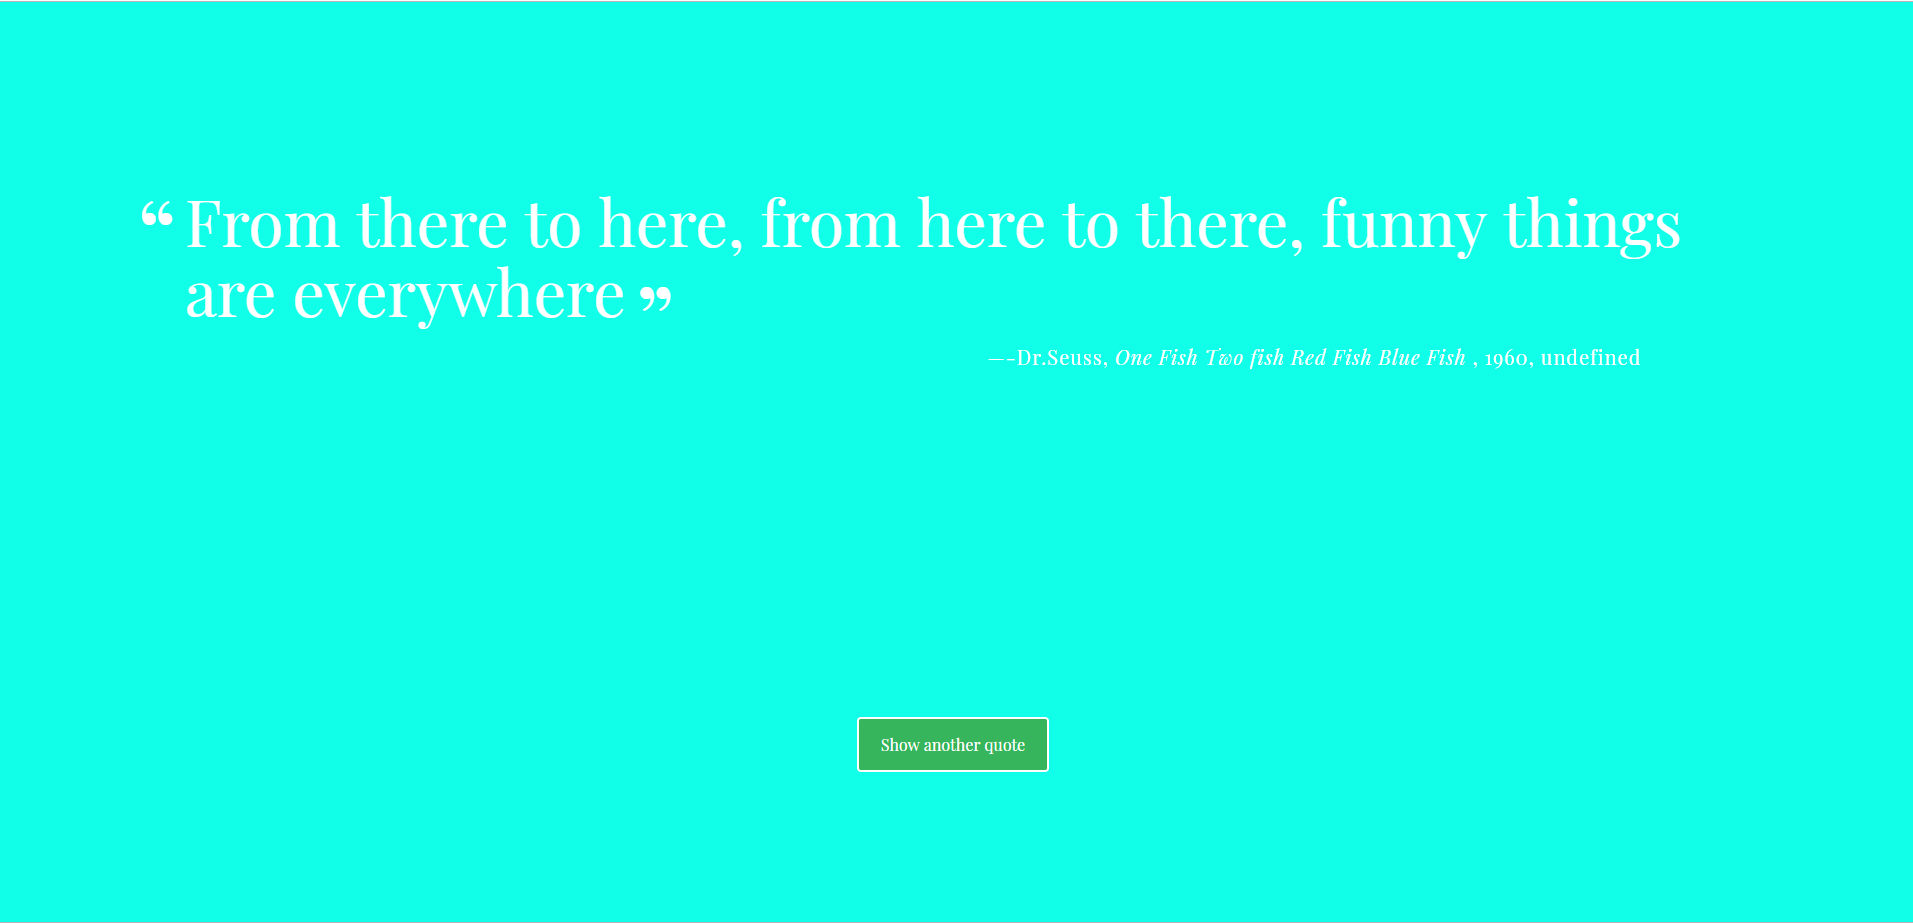 “ From there to here, from here to there, funny things
are everywhere ”
—-Dr.Seuss, One Fish Two fish Red Fish Blue Fish , 1960, undefined
Show another quote